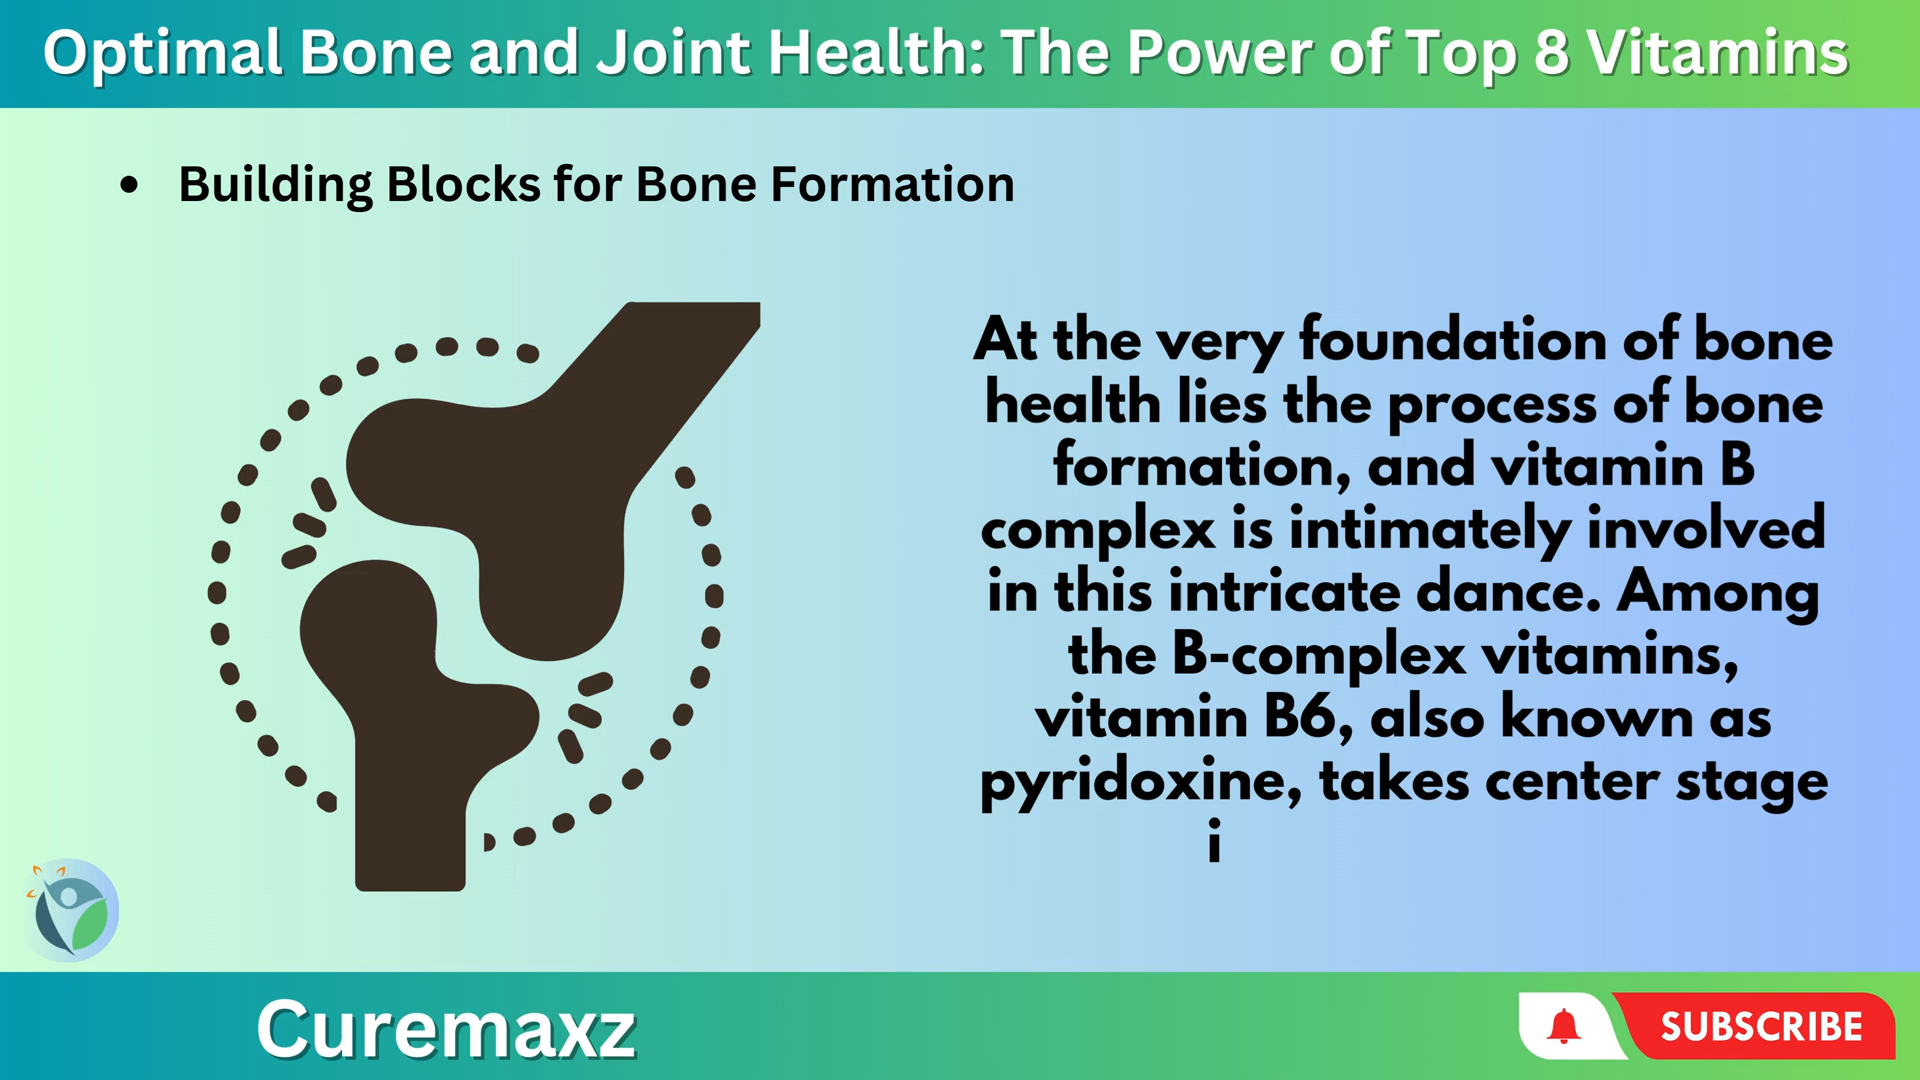 Optimal Bone and Joint Health: The Power of Top 8 Vitamins
• Building Blocks for Bone Formation
At the very foundation of bone
health lies the process of bone
formation, and vitamin B
complex is intimately involved
in this intricate dance. Among
the B-complex vitamins,
vitamin B6, also known as
pyridoxine, takes center stage
i
Curemaxz
SUBSCRIBE